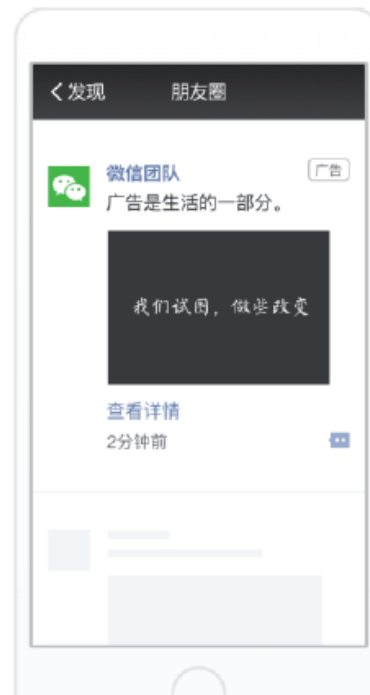 发现 朋友圈
微信团队 广告
广告是生活的一部分。
我们试图，做些改变
查看详情
2分钟前